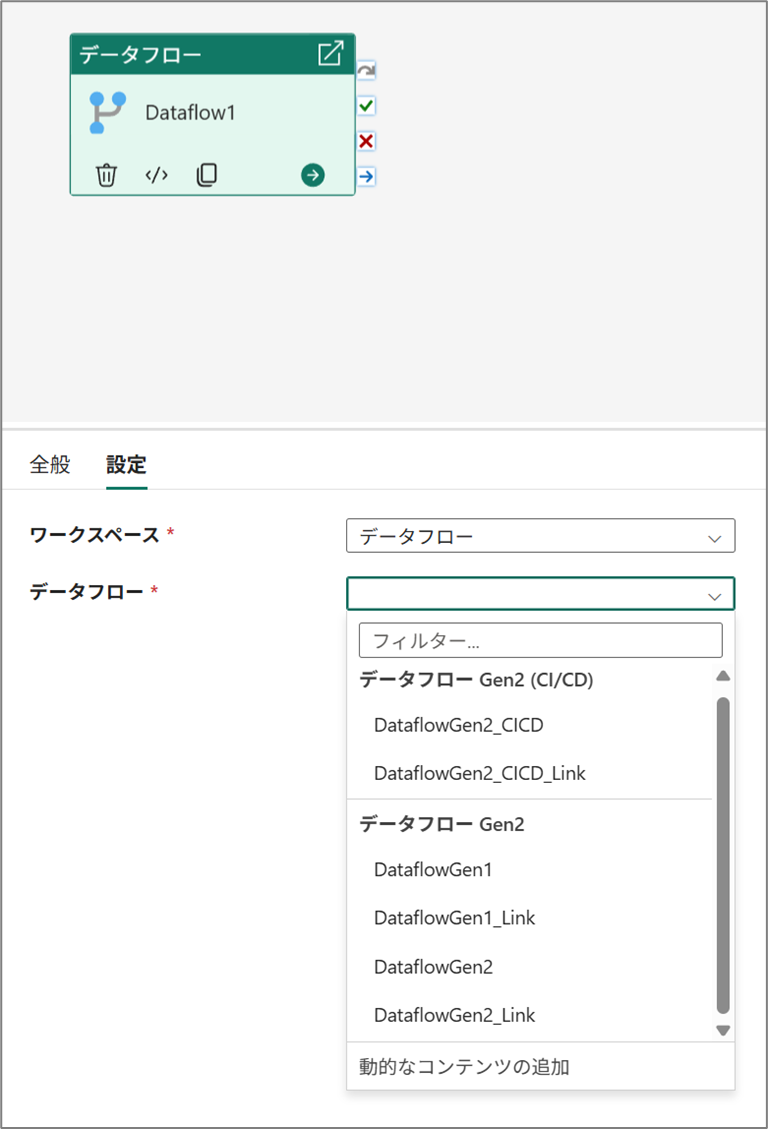 データフロー
Dataflow1
</>
全般
設定
ワークスペース *
データフロー
データフロー *
フィルター...
データフロー Gen2 (CI/CD)
DataflowGen2_CICD
DataflowGen2_CICD_Link
データフロー Gen2
DataflowGen1
DataflowGen1_Link
DataflowGen2
DataflowGen2_Link
動的なコンテンツの追加